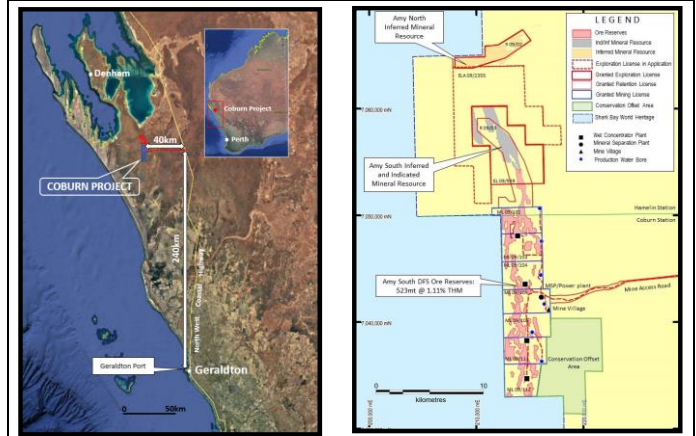 Denham
Coburn Project
Perth
40km
COBURN PROJECT
240km
North West Coastal Highway
Geraldton Port
Geraldton
0 50km
LEGEND
Ore Reserves
Ind/Inf Mineral Resource
Inferred Mineral Resource
Exploration License in Application
Granted Exploration License
Granted Retention License
Granted Mining License
Conservation Offset Area
Shark Bay World Heritage
Wet Concentrator Plant
Mineral Separation Plant
Mine Village
Production Water Bore
Amy North
Inferred Mineral
Resource
Amy South Inferred
and Indicated
Mineral Resource
Hamelin Station
Coburn Station
Amy South DFS Ore Reserves:
523mt @ 1.11% THM
MSP/Power plant
Mine Access Road
Mine Village
Conservation Offset
Area
0 10
kilometres